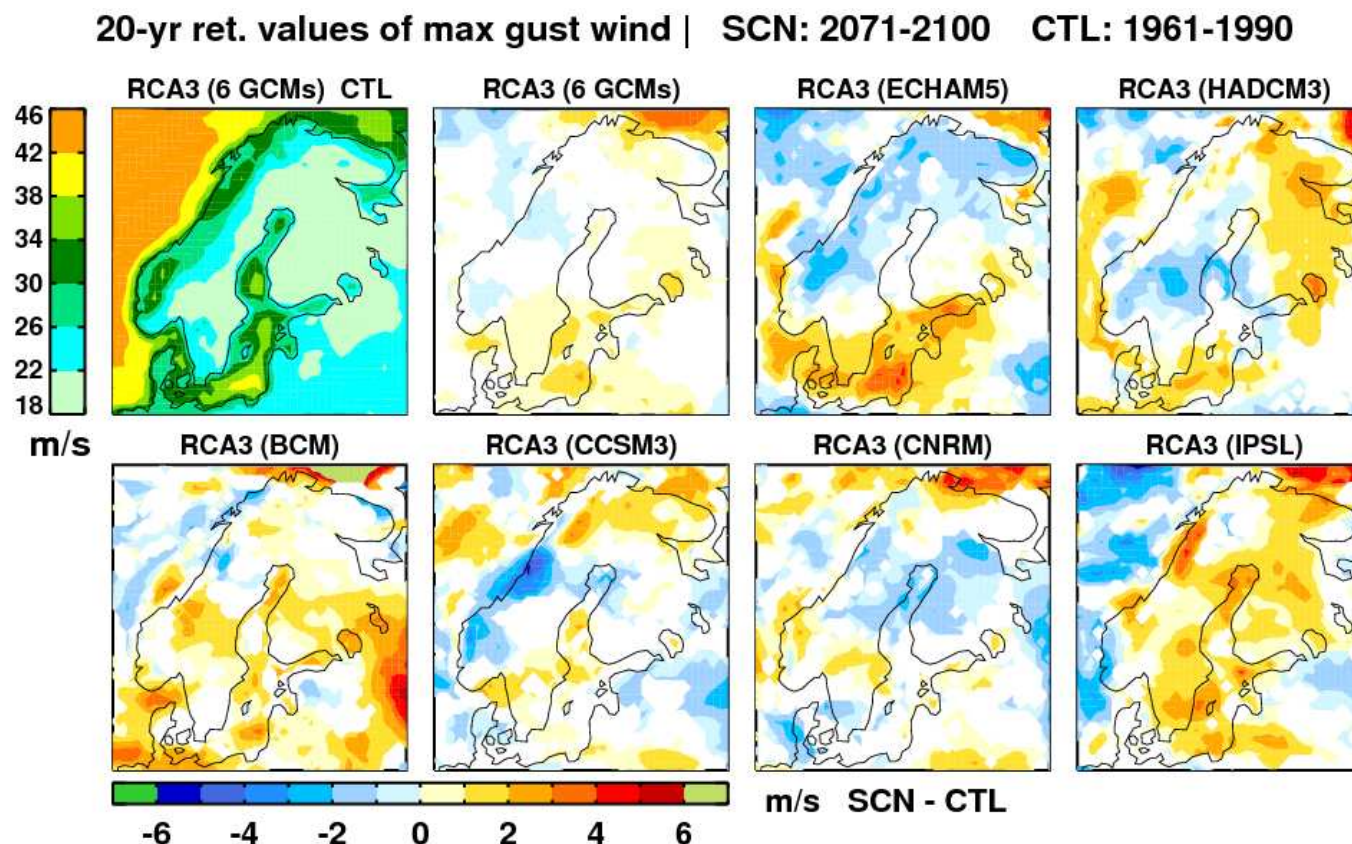 20-yr ret. values of max gust wind | SCN: 2071-2100 CTL: 1961-1990
RCA3 (6 GCMs) CTL
RCA3 (6 GCMs)
RCA3 (ECHAM5)
RCA3 (HADCM3)
46
42
38
34
30
26
22
18
m/s
RCA3 (BCM)
RCA3 (CCSM3)
RCA3 (CNRM)
RCA3 (IPSL)
-6 -4 -2 0 2 4 6
m/s SCN - CTL